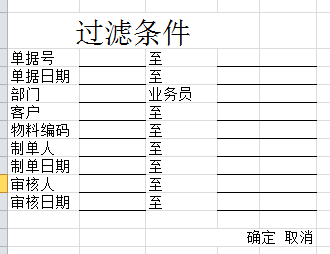 过滤条件
单据号 至
单据日期 至
部门 业务员
客户 至
物料编码 至
制单人 至
制单日期 至
审核人 至
审核日期 至
确定 取消